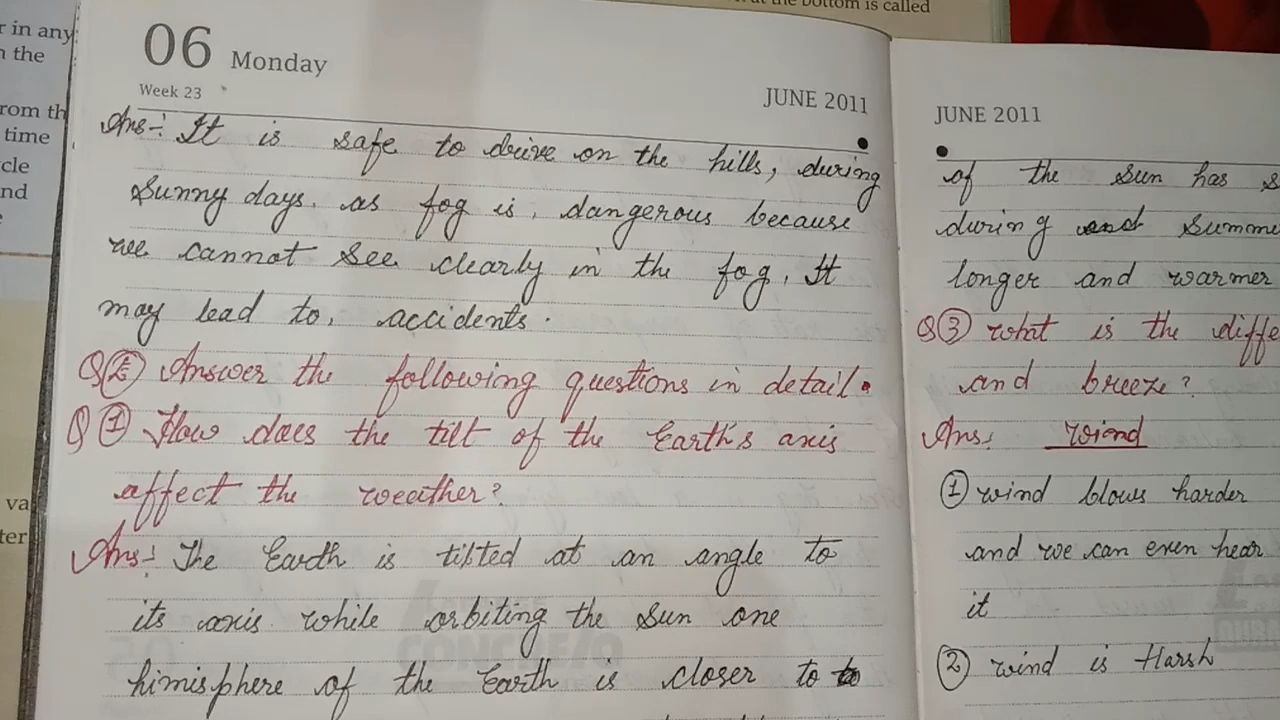 at the bottom is called
r in any
n the
rom th
time
cle
nd
va
ter
06 Monday
Week 23
JUNE 2011
Ans:- It is safe to drive on the hills, during
Sunny days. as fog is, dangerous because
we cannot See clearly in the fog. It
may lead to, accidents.
Answer the following questions in detail.
Q① How does the tilt of the Earth's axis
affect the weather?
Ans:- The Earth is tilted at an angle to
its axis while orbiting the Sun one
himisphere of the Earth is closer to to
JUNE 2011
of the Sun has s
during and Summe
longer and warmer
Q③ What is the diffe
and breeze?
Ans: Wind
① wind blows harder
and we can even hear
it
② wind is Harsh